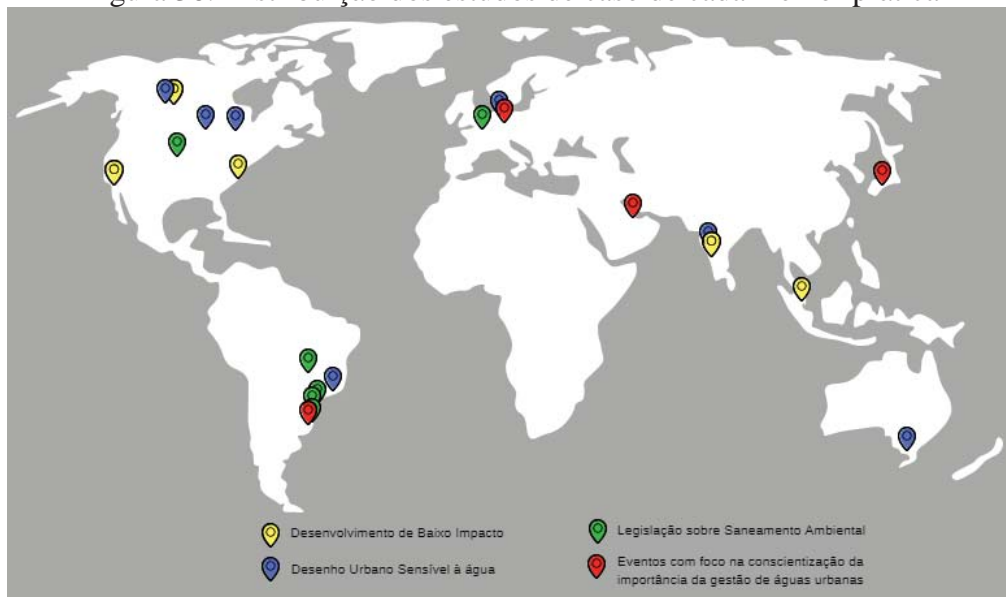 Desenvolvimento de Baixo Impacto
Desenho Urbano Sensível à água
Legislação sobre Saneamento Ambiental
Eventos com foco na conscientização da
importância da gestão de águas urbanas